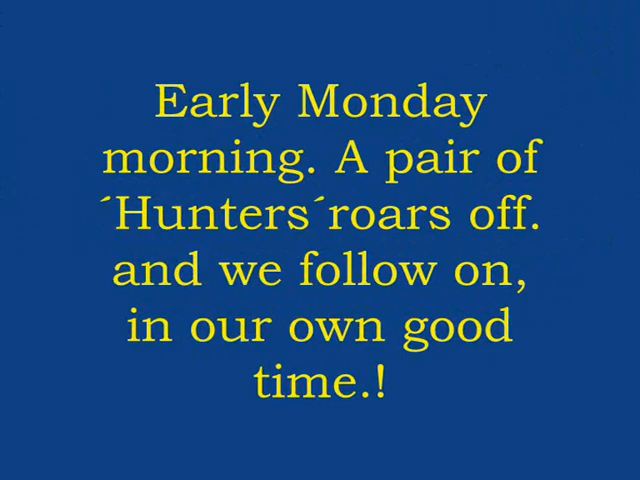 Early Monday
morning. A pair of
´Hunters´roars off.
and we follow on,
in our own good
time.!